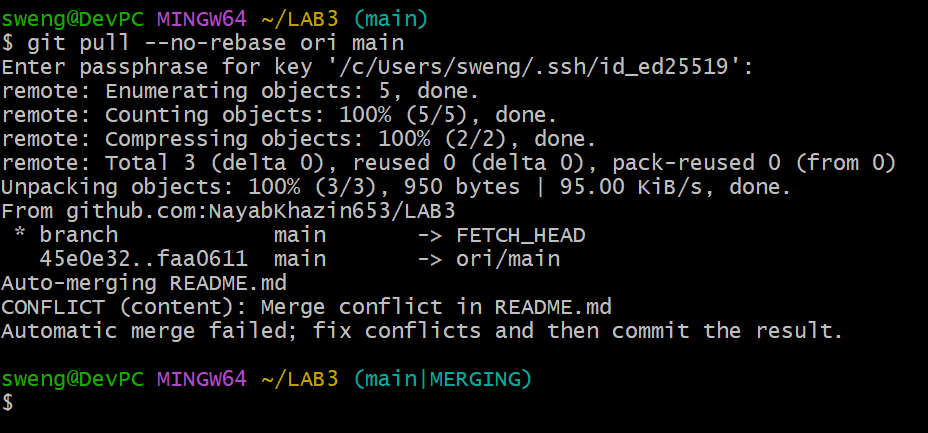 sweng@DevPC MINGW64 ~/LAB3 (main)
$ git pull --no-rebase ori main
Enter passphrase for key '/c/Users/sweng/.ssh/id_ed25519':
remote: Enumerating objects: 5, done.
remote: Counting objects: 100% (5/5), done.
remote: Compressing objects: 100% (2/2), done.
remote: Total 3 (delta 0), reused 0 (delta 0), pack-reused 0 (from 0)
Unpacking objects: 100% (3/3), 950 bytes | 95.00 KiB/s, done.
From github.com:NayabKhazin653/LAB3
 * branch            main       -> FETCH_HEAD
   45e0e32..faa0611  main       -> ori/main
Auto-merging README.md
CONFLICT (content): Merge conflict in README.md
Automatic merge failed; fix conflicts and then commit the result.
sweng@DevPC MINGW64 ~/LAB3 (main|MERGING)
$